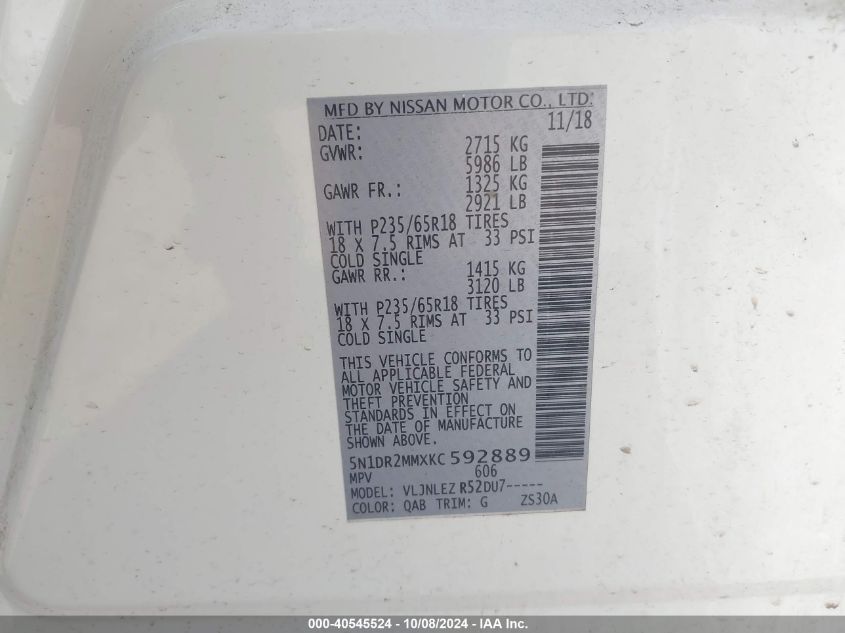 MFD BY NISSAN MOTOR CO., LTD.
DATE: 11/18
GVWR: 2715 KG
5986 LB
GAWR FR.: 1325 KG
2921 LB
WITH P235/65R18 TIRES
18 X 7.5 RIMS AT 33 PSI
COLD SINGLE
GAWR RR.: 1415 KG
3120 LB
WITH P235/65R18 TIRES
18 X 7.5 RIMS AT 33 PSI
COLD SINGLE
THIS VEHICLE CONFORMS TO
ALL APPLICABLE FEDERAL
MOTOR VEHICLE SAFETY AND
THEFT PREVENTION
STANDARDS IN EFFECT ON
THE DATE OF MANUFACTURE
SHOWN ABOVE.
5N1DR2MMXKC 592889
MPV 606
MODEL: VLJNLEZ R52DU7-----
COLOR: QAB TRIM: G ZS30A
000-40545524 - 10/08/2024 - IAA Inc.